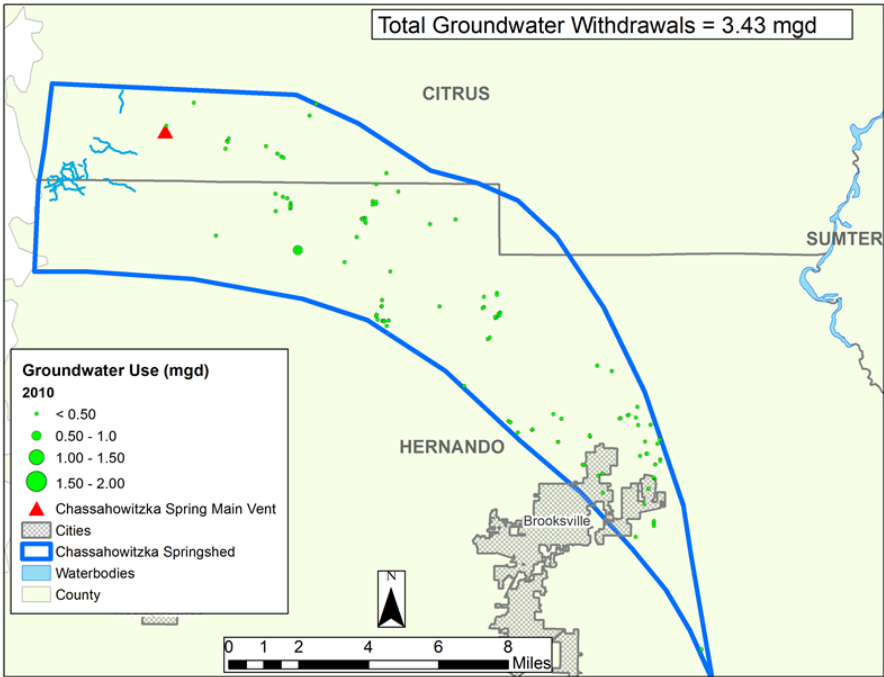 Total Groundwater Withdrawals = 3.43 mgd
CITRUS
SUMTER
HERNANDO
Brooksville
Groundwater Use (mgd)
2010
< 0.50
0.50 - 1.0
1.00 - 1.50
1.50 - 2.00
Chassahowitzka Spring Main Vent
Cities
Chassahowitzka Springshed
Waterbodies
County
N
0 1 2 4 6 8
Miles